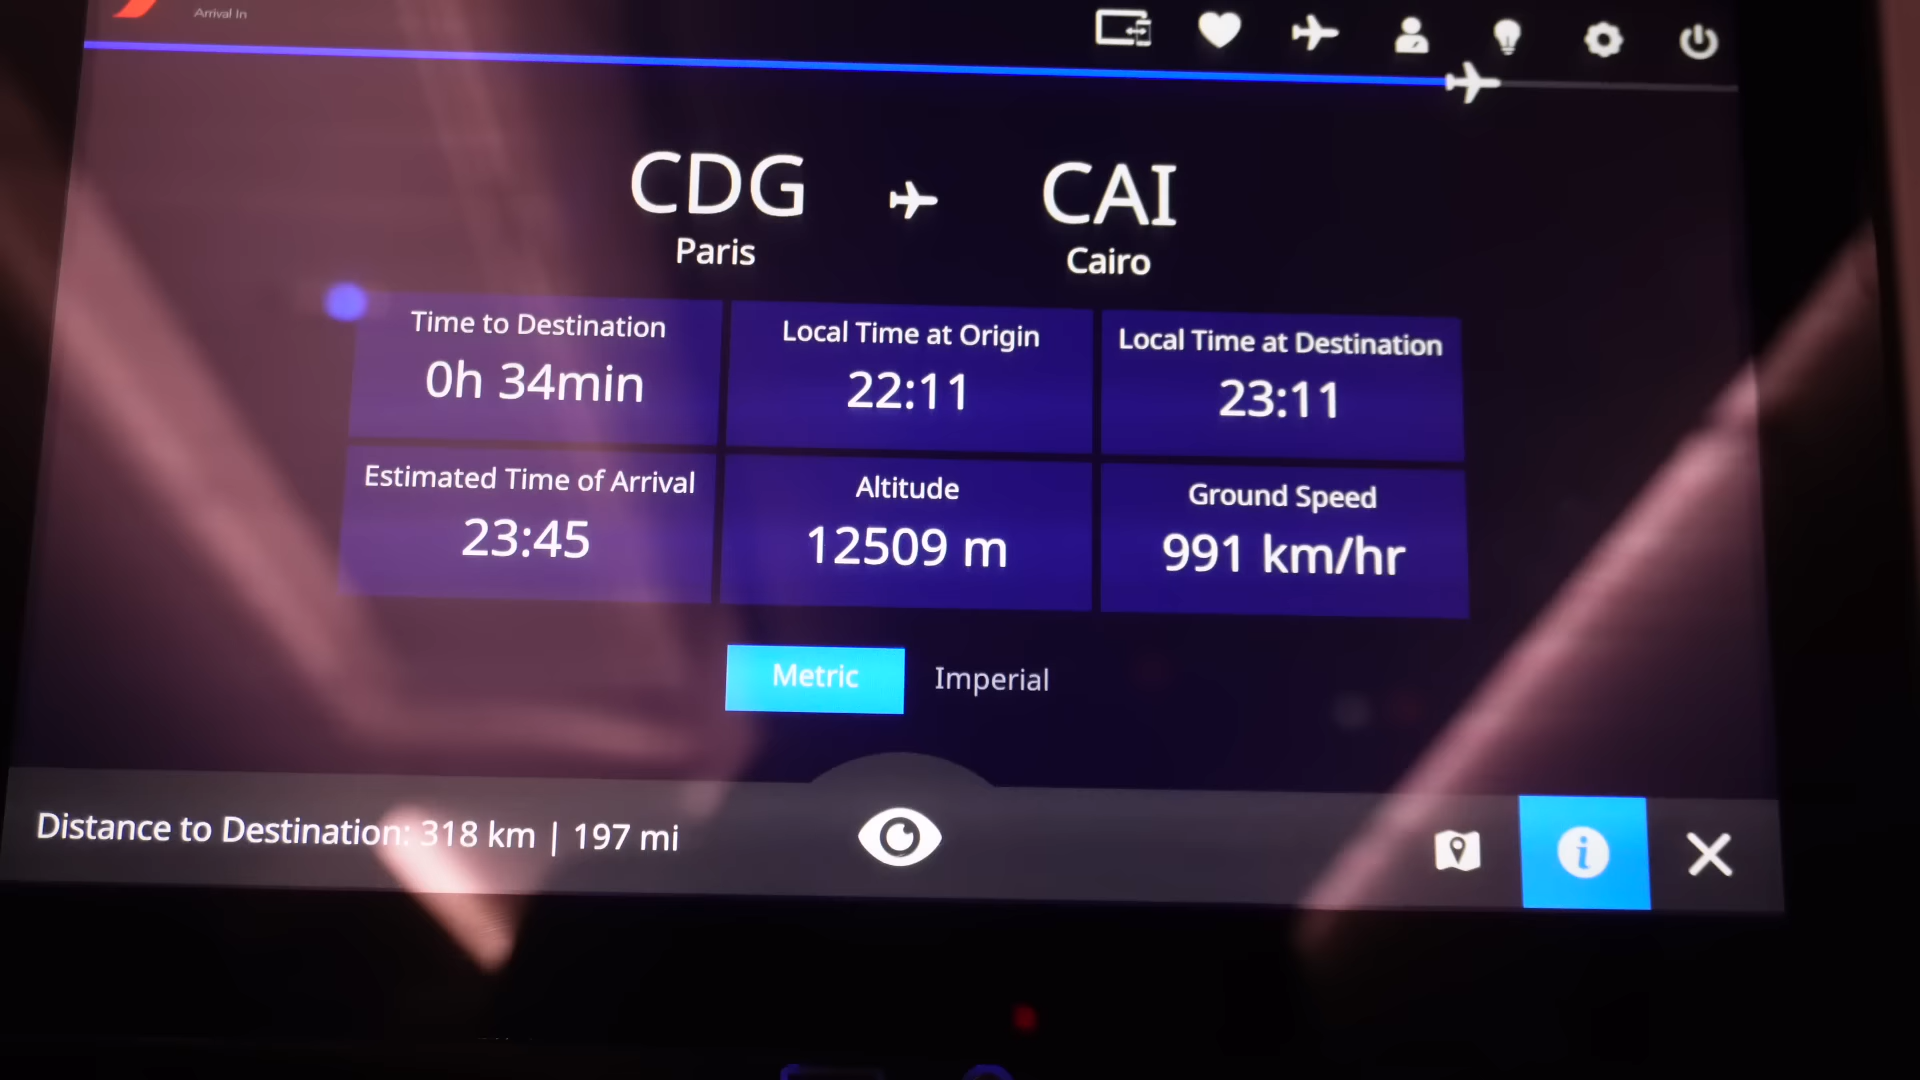 Arrival In
CDG
Paris
CAI
Cairo
Time to Destination
0h 34min
Local Time at Origin
22:11
Local Time at Destination
23:11
Estimated Time of Arrival
23:45
Altitude
12509 m
Ground Speed
991 km/hr
Metric
Imperial
Distance to Destination: 318 km | 197 mi